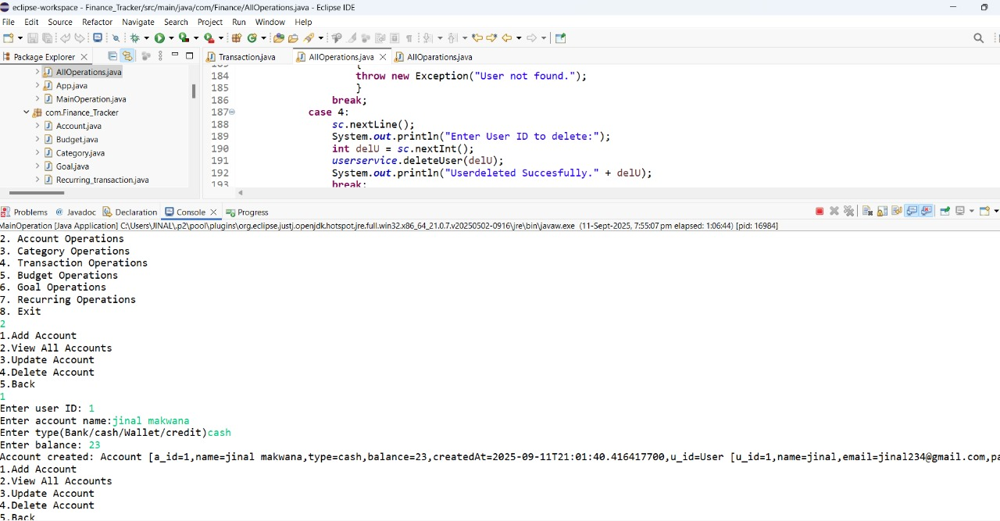 eclipse-workspace - Finance_Tracker/src/main/java/com/Finance/AllOperations.java - Eclipse IDE
File Edit Source Refactor Navigate Search Project Run Window Help
Package Explorer
Transaction.java AllOperations.java AllOparations.java
AllOperations.java
App.java
MainOperation.java
com.Finance_Tracker
Account.java
Budget.java
Category.java
Goal.java
Recurring_transaction.java
183 {
184 throw new Exception("User not found.");
185 }
186 break;
187 case 4:
188 sc.nextLine();
189 System.out.println("Enter User ID to delete:");
190 int delU = sc.nextInt();
191 userservice.deleteUser(delU);
192 System.out.println("Userdeleted Succesfully." + delU);
193 break;
Problems Javadoc Declaration Console Progress
MainOperation [Java Application] C:\Users\JINAL\.p2\pool\plugins\org.eclipse.justj.openjdk.hotspot.jre.full.win32.x86_64_21.0.7.v20250502-0916\jre\bin\javaw.exe (11-Sept-2025, 7:55:07 pm elapsed: 1:06:44) [pid: 16984]
2. Account Operations
3. Category Operations
4. Transaction Operations
5. Budget Operations
6. Goal Operations
7. Recurring Operations
8. Exit
2
1.Add Account
2.View All Accounts
3.Update Account
4.Delete Account
5.Back
1
Enter user ID: 1
Enter account name:jinal makwana
Enter type(Bank/cash/Wallet/credit)cash
Enter balance: 23
Account created: Account [a_id=1,name=jinal makwana,type=cash,balance=23,createdAt=2025-09-11T21:01:40.416417700,u_id=User [u_id=1,name=jinal,email=jinal234@gmail.com,pa
1.Add Account
2.View All Accounts
3.Update Account
4.Delete Account
5.Back